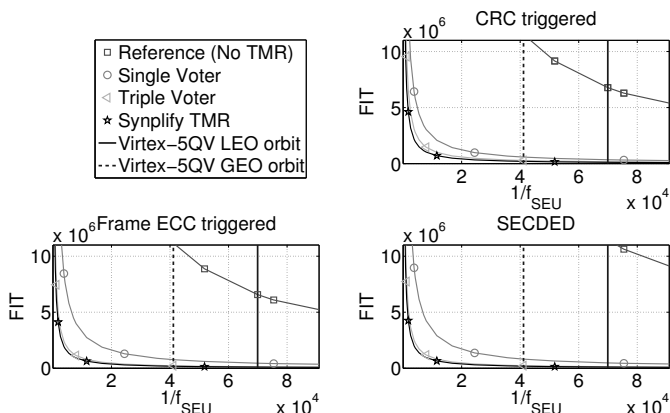 CRC triggered
Reference (No TMR)
Single Voter
Triple Voter
Synplify TMR
Virtex−5QV LEO orbit
Virtex−5QV GEO orbit
x 10^6
10
5
0
FIT
2 4 6 8
1/f_SEU
x 10^4
Frame ECC triggered
x 10^6
10
5
0
FIT
2 4 6 8
1/f_SEU
x 10^4
SECDED
x 10^6
10
5
0
FIT
2 4 6 8
1/f_SEU
x 10^4